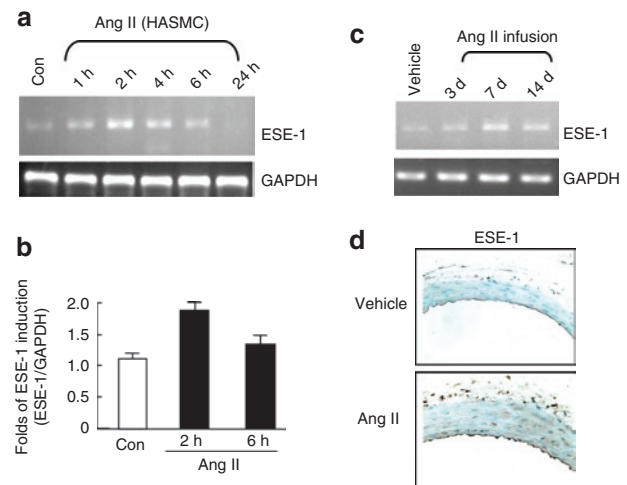 a
Ang II (HASMC)
Con
1 h
2 h
4 h
6 h
24 h
ESE-1
GAPDH
b
Folds of ESE-1 induction
(ESE-1/GAPDH)
2.0
1.5
1.0
0.5
0
Con
2 h
6 h
Ang II
c
Ang II infusion
Vehicle
3 d
7 d
14 d
ESE-1
GAPDH
d
ESE-1
Vehicle
Ang II